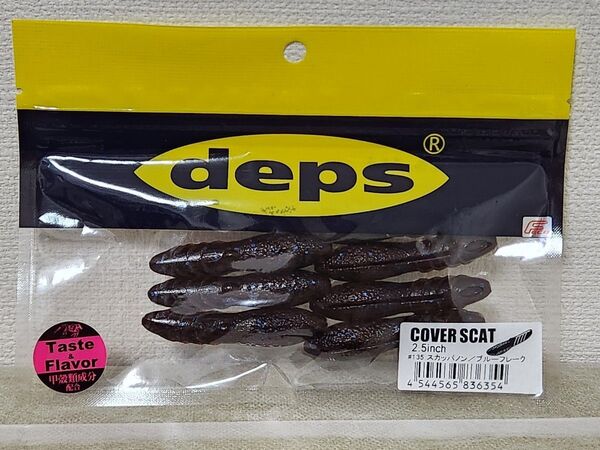 deps®
COVER SCAT
2.5inch
#135 スカッパノン/ブルーフレーク
4 544565 836354
Taste
&
Flavor
甲殻類成分
配合